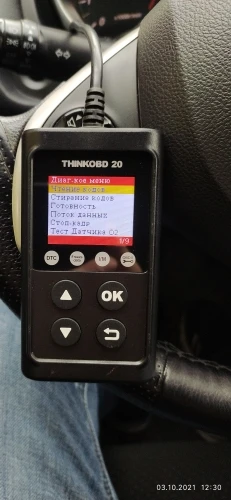 THINKOBD 20
Диаг-кое меню
Чтение кодов
Стирание кодов
Готовность
Поток данных
Стоп-кадр
Тест Датчика O2
1/9
DTC
I/M
OK
03.10.2021 12:30